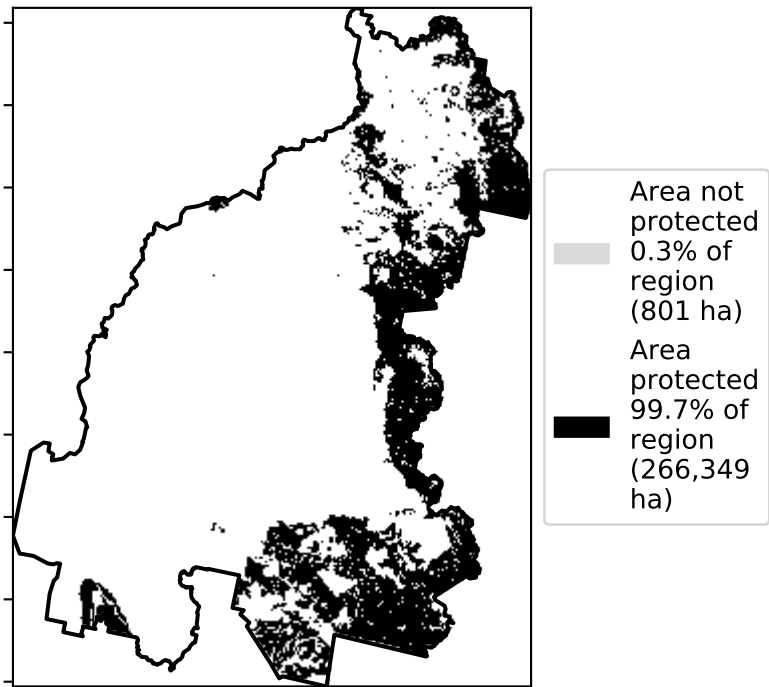 Area not
protected
0.3% of
region
(801 ha)
Area
protected
99.7% of
region
(266,349
ha)